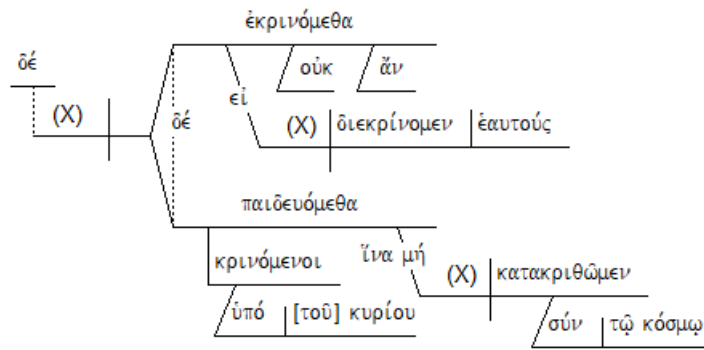 ἐκρινόμεθα
δέ
οὐκ ἄν
εἰ
(X) δέ
(X) διεκρίνομεν ἑαυτούς
παιδευόμεθα
κρινόμενοι ἵνα μή
(X) κατακριθῶμεν
ὑπό [τοῦ] κυρίου
σύν τῷ κόσμῳ